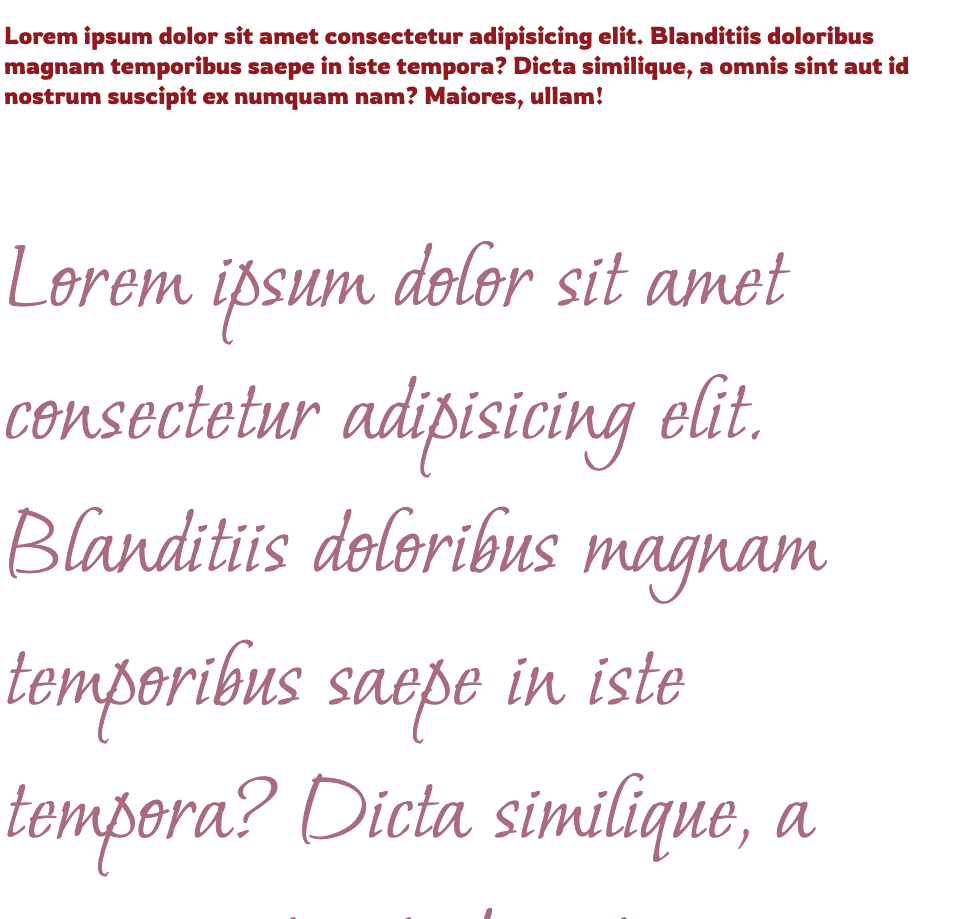 Lorem ipsum dolor sit amet consectetur adipisicing elit. Blanditiis doloribus
magnam temporibus saepe in iste tempora? Dicta similique, a omnis sint aut id
nostrum suscipit ex numquam nam? Maiores, ullam!
Lorem ipsum dolor sit amet
consectetur adipisicing elit.
Blanditiis doloribus magnam
temporibus saepe in iste
tempora? Dicta similique, a